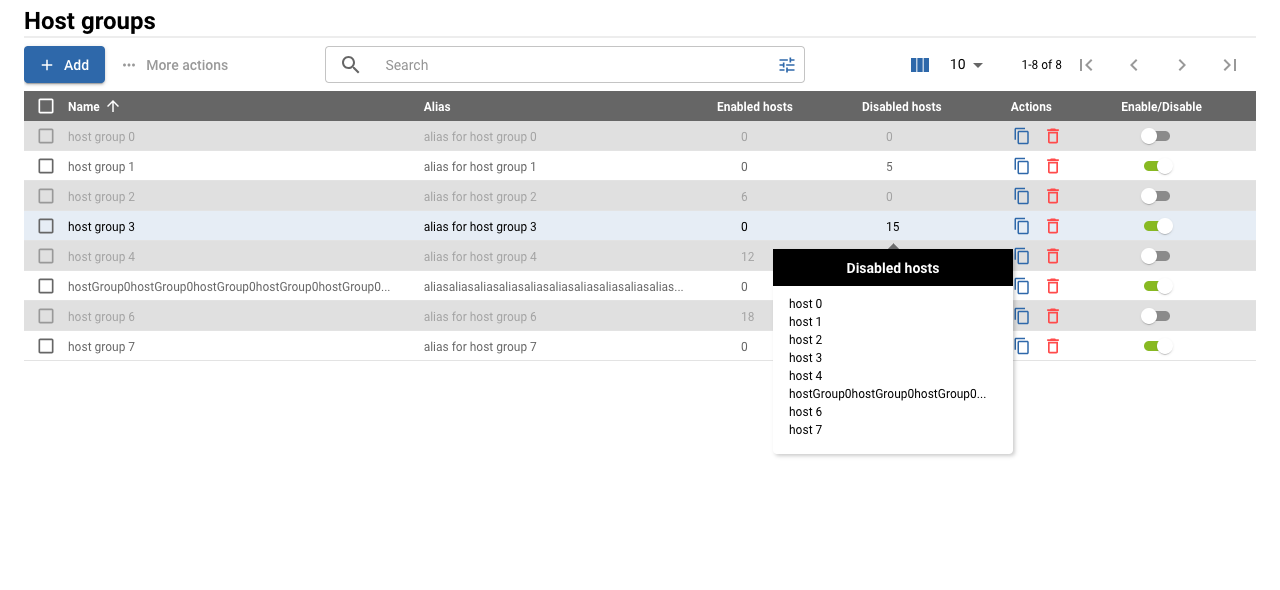 Host groups
Add
More actions
Search
10
1-8 of 8
Name Alias Enabled hosts Disabled hosts Actions Enable/Disable
host group 0 alias for host group 0 0 0
host group 1 alias for host group 1 0 5
host group 2 alias for host group 2 6 0
host group 3 alias for host group 3 0 15
host group 4 alias for host group 4 12
hostGroup0hostGroup0hostGroup0hostGroup0hostGroup0... aliasaliasaliasaliasaliasaliasaliasaliasaliasalias... 0
host group 6 alias for host group 6 18
host group 7 alias for host group 7 0
Disabled hosts
host 0
host 1
host 2
host 3
host 4
hostGroup0hostGroup0hostGroup0...
host 6
host 7